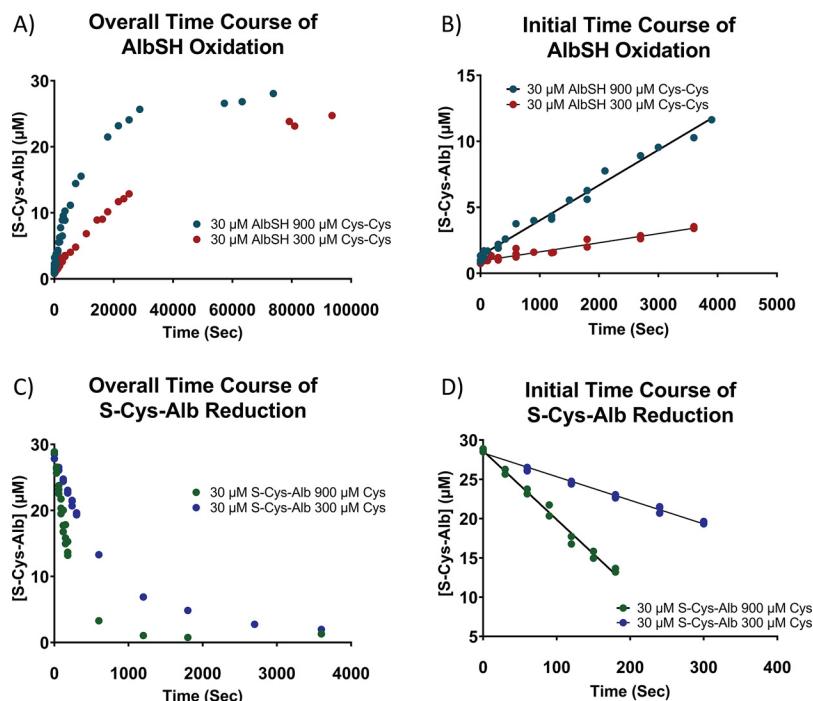 A)
Overall Time Course of
AlbSH Oxidation
[S-Cys-Alb] (µM)
30
20
10
0
30 µM AlbSH 900 µM Cys-Cys
30 µM AlbSH 300 µM Cys-Cys
0
20000
40000
60000
80000
100000
Time (Sec)
B)
Initial Time Course of
AlbSH Oxidation
[S-Cys-Alb] (µM)
15
10
5
0
30 µM AlbSH 900 µM Cys-Cys
30 µM AlbSH 300 µM Cys-Cys
0
1000
2000
3000
4000
5000
Time (Sec)
C)
Overall Time Course of
S-Cys-Alb Reduction
[S-Cys-Alb] (µM)
30
20
10
0
30 µM S-Cys-Alb 900 µM Cys
30 µM S-Cys-Alb 300 µM Cys
0
1000
2000
3000
4000
Time (Sec)
D)
Initial Time Course of
S-Cys-Alb Reduction
[S-Cys-Alb] (µM)
30
25
20
15
10
5
30 µM S-Cys-Alb 900 µM Cys
30 µM S-Cys-Alb 300 µM Cys
0
100
200
300
400
Time (Sec)